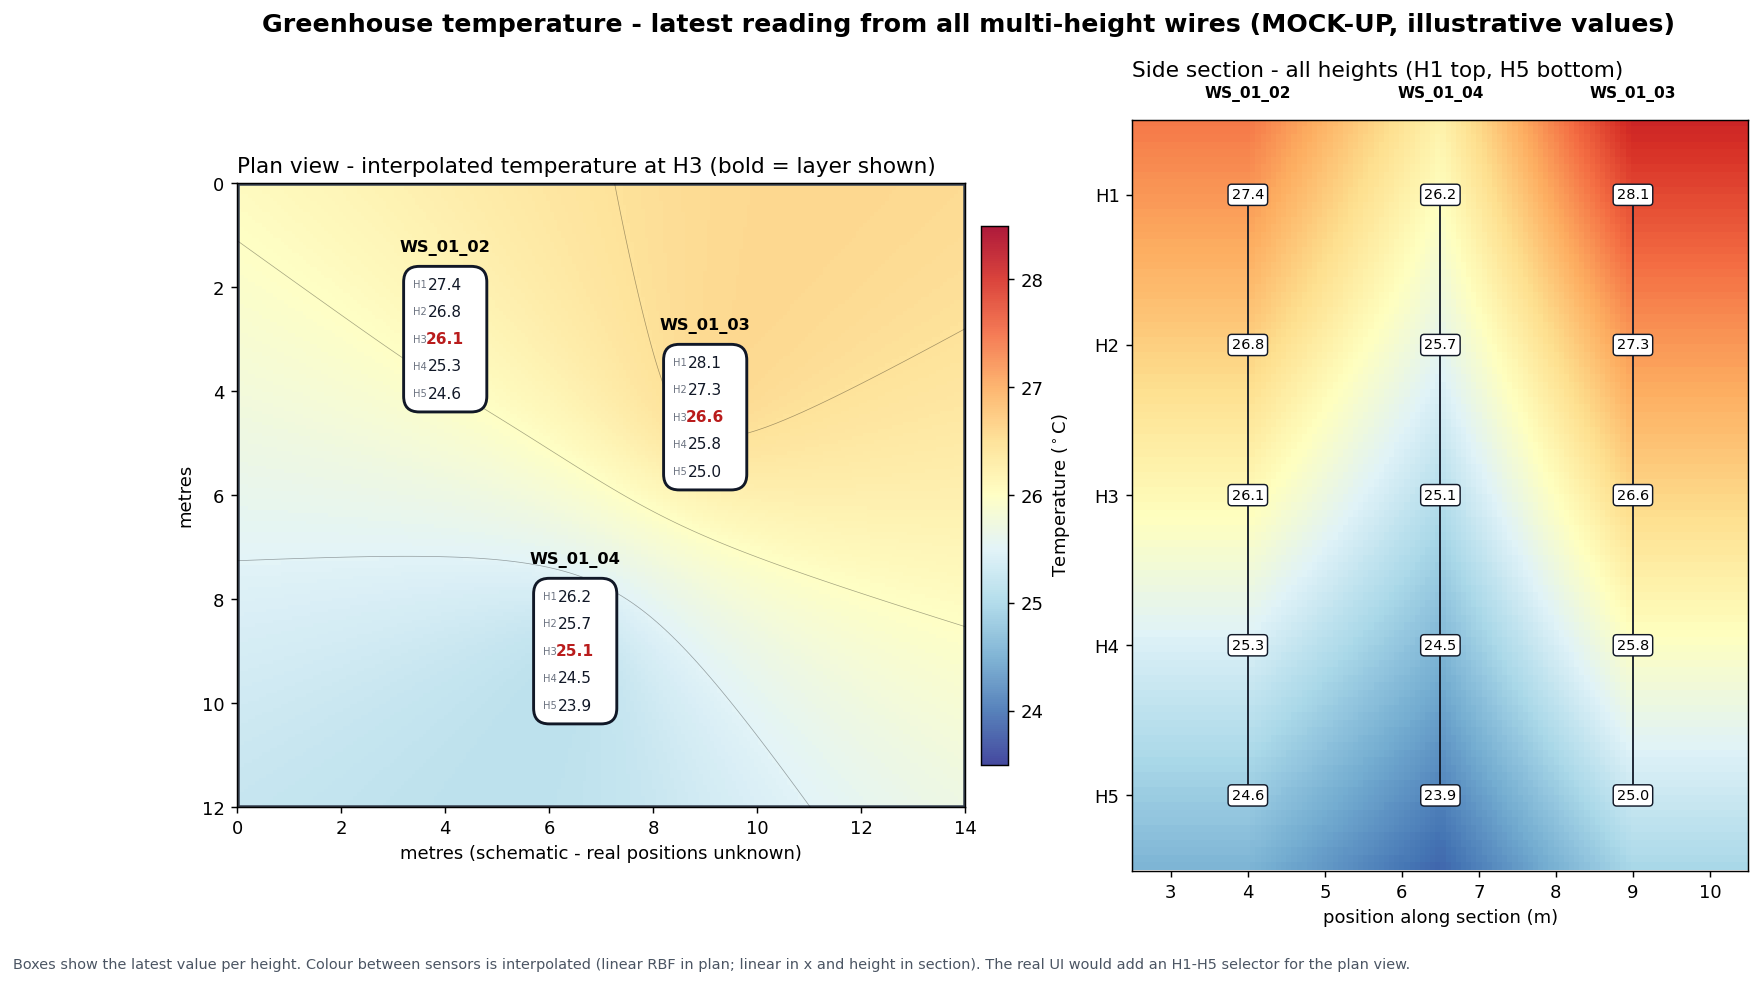 Greenhouse temperature - latest reading from all multi-height wires (MOCK-UP, illustrative values)
Plan view - interpolated temperature at H3 (bold = layer shown)
0
2
4
6
8
10
12
metres
WS_01_02
H1 27.4
H2 26.8
H3 26.1
H4 25.3
H5 24.6
WS_01_03
H1 28.1
H2 27.3
H3 26.6
H4 25.8
H5 25.0
WS_01_04
H1 26.2
H2 25.7
H3 25.1
H4 24.5
H5 23.9
0 2 4 6 8 10 12 14
metres (schematic - real positions unknown)
28
27
26
25
24
Temperature (°C)
Side section - all heights (H1 top, H5 bottom)
WS_01_02 WS_01_04 WS_01_03
H1 27.4 26.2 28.1
H2 26.8 25.7 27.3
H3 26.1 25.1 26.6
H4 25.3 24.5 25.8
H5 24.6 23.9 25.0
3 4 5 6 7 8 9 10
position along section (m)
Boxes show the latest value per height. Colour between sensors is interpolated (linear RBF in plan; linear in x and height in section). The real UI would add an H1-H5 selector for the plan view.